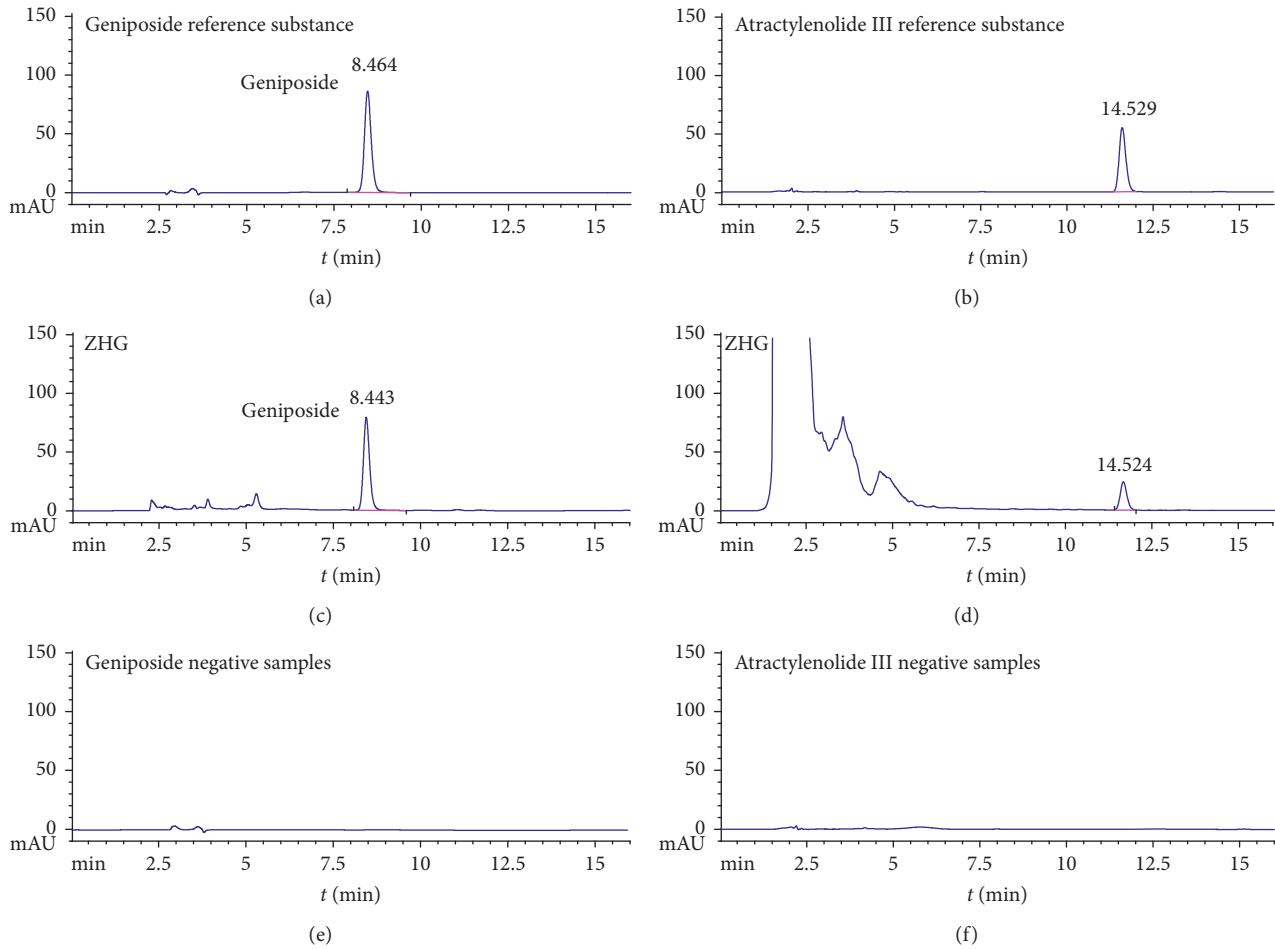 Geniposide reference substance
150
100
50
0
mAU
Geniposide
8.464
min 2.5 5 7.5 10 12.5 15
t (min)
(a)
Atractylenolide III reference substance
150
100
50
0
mAU
14.529
min 2.5 5 7.5 10 12.5 15
t (min)
(b)
ZHG
150
100
50
0
mAU
Geniposide
8.443
min 2.5 5 7.5 10 12.5 15
t (min)
(c)
ZHG
150
100
50
0
mAU
14.524
min 2.5 5 7.5 10 12.5 15
t (min)
(d)
Geniposide negative samples
150
100
50
0
mAU
min 2.5 5 7.5 10 12.5 15
t (min)
(e)
Atractylenolide III negative samples
150
100
50
0
mAU
min 2.5 5 7.5 10 12.5 15
t (min)
(f)